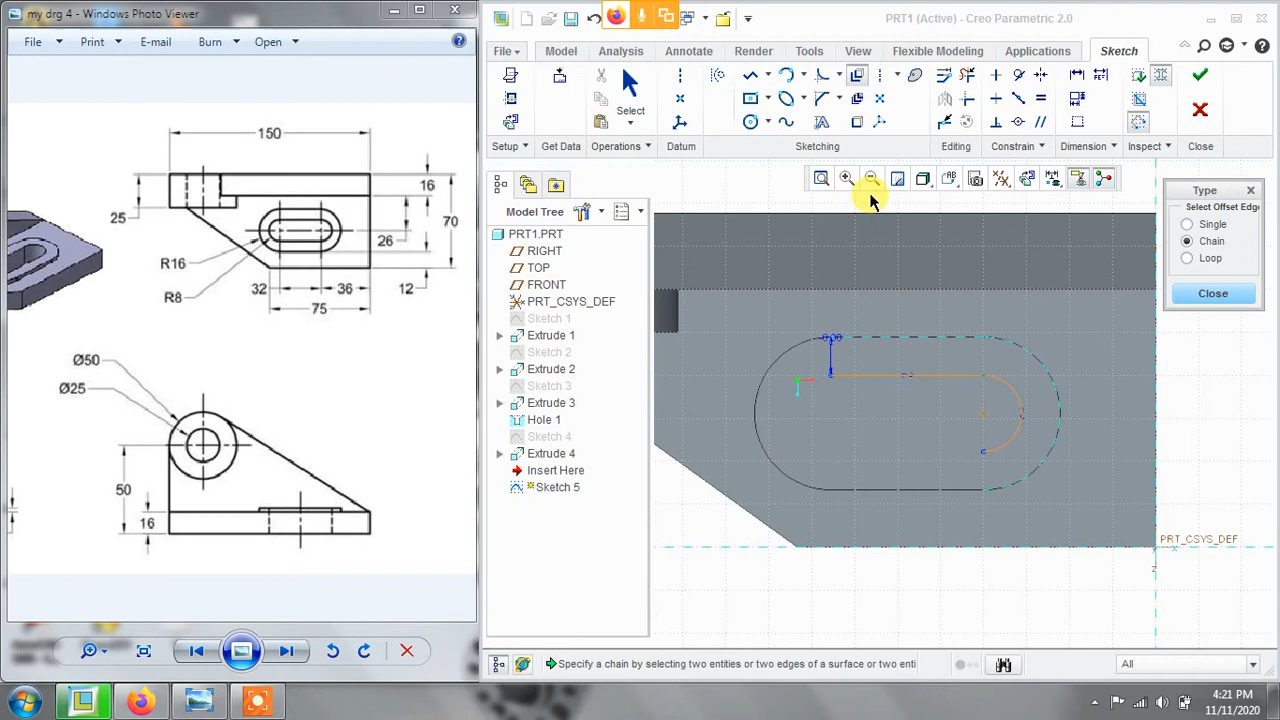 my drg 4 - Windows Photo Viewer
File
Print
E-mail
Burn
Open
150
25
16
70
26
R16
R8
32
36
12
75
Ø50
Ø25
50
16
PRT1 (Active) - Creo Parametric 2.0
File
Model
Analysis
Annotate
Render
Tools
View
Flexible Modeling
Applications
Sketch
Select
Setup
Get Data
Operations
Datum
Sketching
Editing
Constrain
Dimension
Inspect
Close
Model Tree
PRT1.PRT
RIGHT
TOP
FRONT
PRT_CSYS_DEF
Sketch 1
Extrude 1
Sketch 2
Extrude 2
Sketch 3
Extrude 3
Hole 1
Sketch 4
Extrude 4
Insert Here
Sketch 5
PRT_CSYS_DEF
Type
Select Offset Edg
Single
Chain
Loop
Close
Specify a chain by selecting two entities or two edges of a surface or two enti
All
4:21 PM
11/11/2020